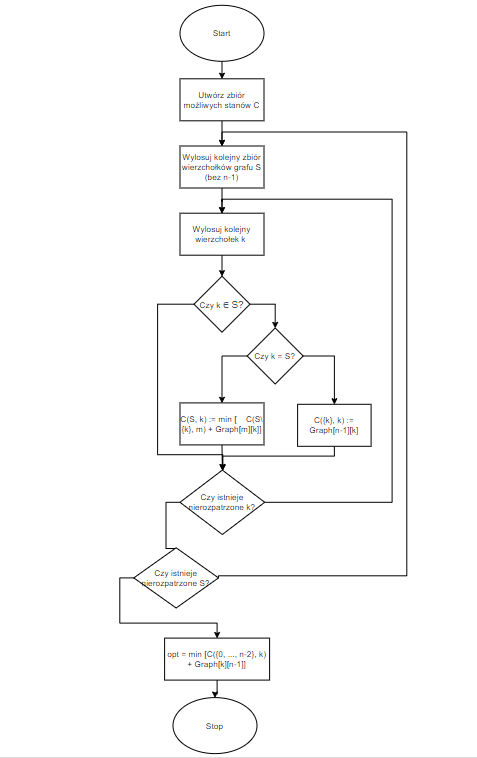 Start
Utwórz zbiór
możliwych stanów C
Wylosuj kolejny zbiór
wierzchołków grafu S
(bez n-1)
Wylosuj kolejny
wierzchołek k
Czy k ∈ S?
Czy k = S?
C(S, k) := min [ C(S\
{k}, m) + Graph[m][k]]
C({k}, k) :=
Graph[n-1][k]
Czy istnieje
nierozpatrzone k?
Czy istnieje
nierozpatrzone S?
opt = min [C({0, ..., n-2}, k)
+ Graph[k][n-1]]
Stop